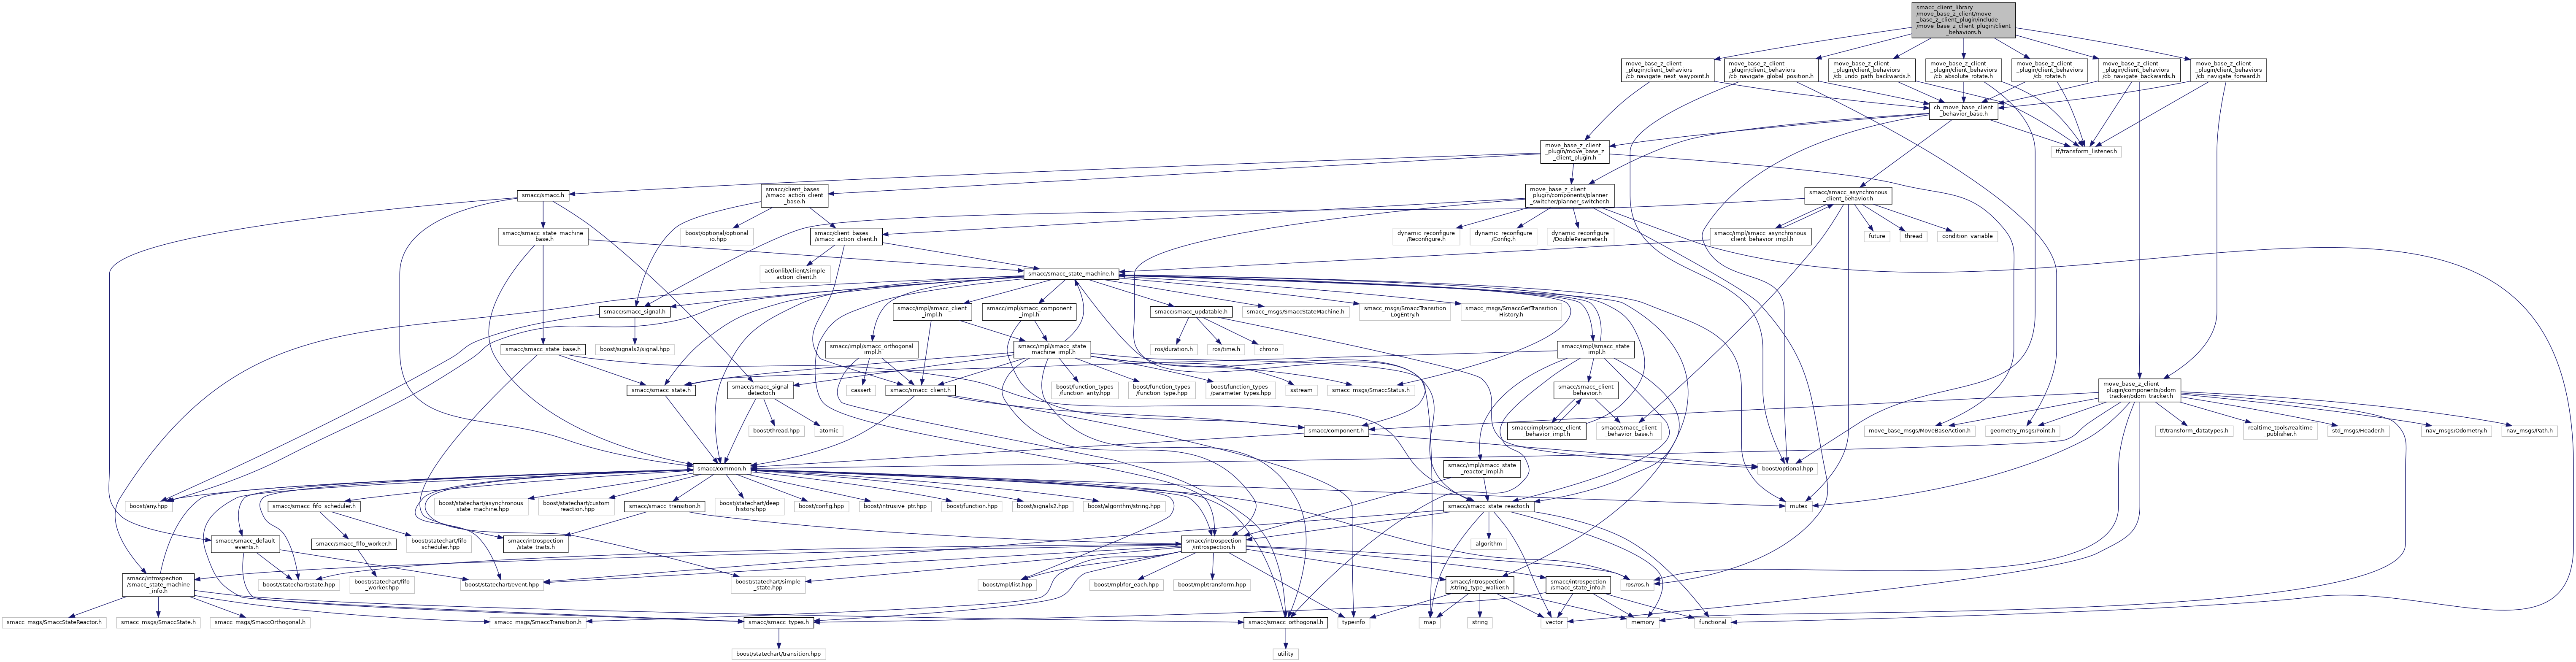 smacc_client_library
/move_base_z_client/move
_base_z_client_plugin/include
/move_base_z_client_plugin/client
_behaviors.h
move_base_z_client
_plugin/client_behaviors
/cb_navigate_next_waypoint.h
move_base_z_client
_plugin/client_behaviors
/cb_navigate_global_position.h
move_base_z_client
_plugin/client_behaviors
/cb_undo_path_backwards.h
move_base_z_client
_plugin/client_behaviors
/cb_absolute_rotate.h
move_base_z_client
_plugin/client_behaviors
/cb_rotate.h
move_base_z_client
_plugin/client_behaviors
/cb_navigate_backwards.h
move_base_z_client
_plugin/client_behaviors
/cb_navigate_forward.h
cb_move_base_client
_behavior_base.h
move_base_z_client
_plugin/move_base_z
_client_plugin.h
tf/transform_listener.h
smacc/smacc.h
smacc/client_bases
/smacc_action_client
_base.h
move_base_z_client
_plugin/components/planner
_switcher/planner_switcher.h
smacc/smacc_asynchronous
_client_behavior.h
smacc/smacc_state_machine
_base.h
boost/optional/optional
_io.hpp
smacc/client_bases
/smacc_action_client.h
dynamic_reconfigure
/Reconfigure.h
dynamic_reconfigure
/Config.h
dynamic_reconfigure
/DoubleParameter.h
smacc/impl/smacc_asynchronous
_client_behavior_impl.h
future
thread
condition_variable
actionlib/client/simple
_action_client.h
smacc/smacc_state_machine.h
smacc/smacc_signal.h
smacc/impl/smacc_client
_impl.h
smacc/impl/smacc_component
_impl.h
smacc/smacc_updatable.h
smacc_msgs/SmaccStateMachine.h
smacc_msgs/SmaccTransition
LogEntry.h
smacc_msgs/SmaccGetTransition
History.h
smacc/smacc_state_base.h
boost/signals2/signal.hpp
smacc/impl/smacc_orthogonal
_impl.h
smacc/impl/smacc_state
_machine_impl.h
ros/duration.h
ros/time.h
chrono
smacc/impl/smacc_state
_impl.h
smacc/smacc_state.h
smacc/smacc_signal
_detector.h
cassert
smacc/smacc_client.h
boost/function_types
/function_arity.hpp
boost/function_types
/function_type.hpp
boost/function_types
/parameter_types.hpp
sstream
smacc_msgs/SmaccStatus.h
smacc/smacc_client
_behavior.h
move_base_z_client
_plugin/components/odom
_tracker/odom_tracker.h
boost/thread.hpp
atomic
smacc/component.h
smacc/impl/smacc_client
_behavior_impl.h
smacc/smacc_client
_behavior_base.h
move_base_msgs/MoveBaseAction.h
geometry_msgs/Point.h
tf/transform_datatypes.h
realtime_tools/realtime
_publisher.h
std_msgs/Header.h
nav_msgs/Odometry.h
nav_msgs/Path.h
smacc/common.h
smacc/impl/smacc_state
_reactor_impl.h
boost/optional.hpp
boost/any.hpp
smacc/smacc_fifo_scheduler.h
boost/statechart/asynchronous
_state_machine.hpp
boost/statechart/custom
_reaction.hpp
smacc/smacc_transition.h
boost/statechart/deep
_history.hpp
boost/config.hpp
boost/intrusive_ptr.hpp
boost/function.hpp
boost/signals2.hpp
boost/algorithm/string.hpp
smacc/smacc_state_reactor.h
mutex
smacc/smacc_default
_events.h
smacc/smacc_fifo_worker.h
boost/statechart/fifo
_scheduler.hpp
smacc/introspection
/state_traits.h
smacc/introspection
/introspection.h
algorithm
smacc/introspection
/smacc_state_machine
_info.h
boost/statechart/state.hpp
boost/statechart/fifo
_worker.hpp
boost/statechart/event.hpp
boost/statechart/simple
_state.hpp
boost/mpl/list.hpp
boost/mpl/for_each.hpp
boost/mpl/transform.hpp
smacc/introspection
/string_type_walker.h
smacc/introspection
/smacc_state_info.h
ros/ros.h
smacc_msgs/SmaccStateReactor.h
smacc_msgs/SmaccState.h
smacc_msgs/SmaccOrthogonal.h
smacc_msgs/SmaccTransition.h
smacc/smacc_types.h
smacc/smacc_orthogonal.h
typeinfo
map
string
vector
memory
functional
boost/statechart/transition.hpp
utility